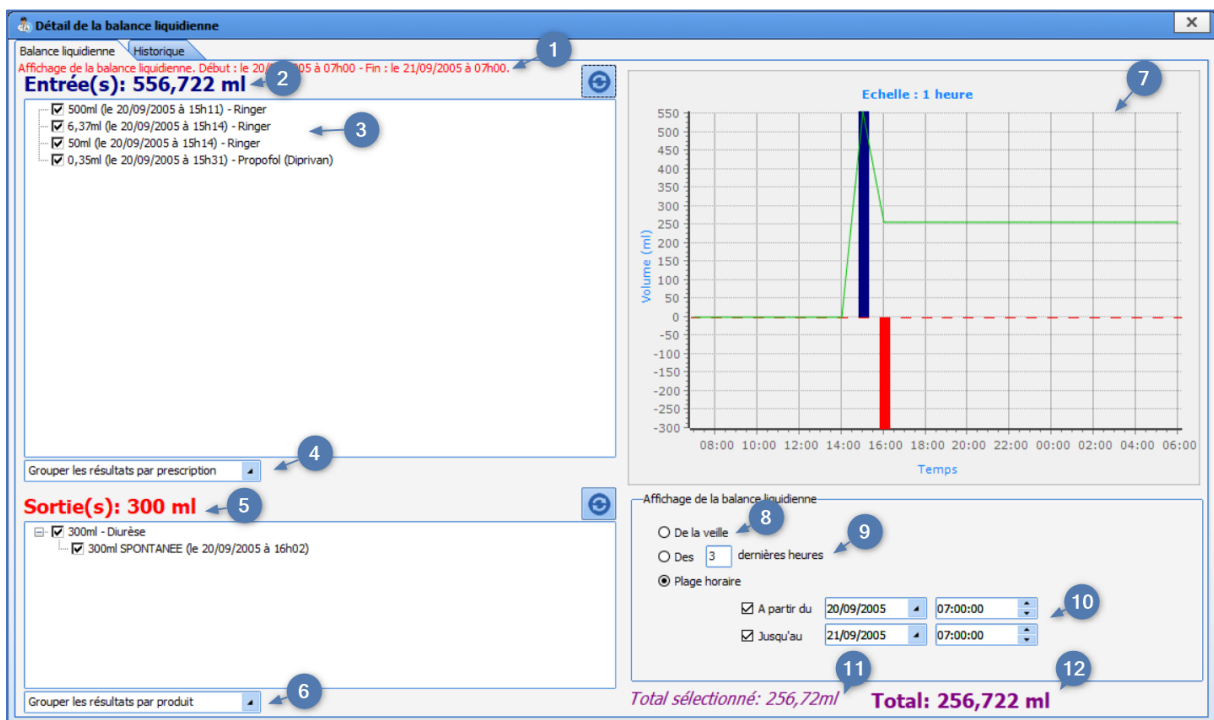 Détail de la balance liquidienne
Balance liquidienne Historique
1
Affichage de la balance liquidienne. Début : le 20/09/2005 à 07h00 - Fin : le 21/09/2005 à 07h00.
Entrée(s): 556,722 ml
2
500ml (le 20/09/2005 à 15h11) - Ringer
6,37ml (le 20/09/2005 à 15h14) - Ringer
3
50ml (le 20/09/2005 à 15h14) - Ringer
0,35ml (le 20/09/2005 à 15h31) - Propofol (Diprivan)
Grouper les résultats par prescription
4
Sortie(s): 300 ml
5
300ml - Diurèse
300ml SPONTANEE (le 20/09/2005 à 16h02)
Grouper les résultats par produit
6
7
Echelle : 1 heure
Volume (ml)
550
500
450
400
350
300
250
200
150
100
50
0
-50
-100
-150
-200
-250
-300
08:00 10:00 12:00 14:00 16:00 18:00 20:00 22:00 00:00 02:00 04:00 06:00
Temps
Affichage de la balance liquidienne
De la veille
8
Des 3 dernières heures
9
Plage horaire
A partir du 20/09/2005 07:00:00
10
Jusqu'au 21/09/2005 07:00:00
11
12
Total sélectionné: 256,72ml
Total: 256,722 ml